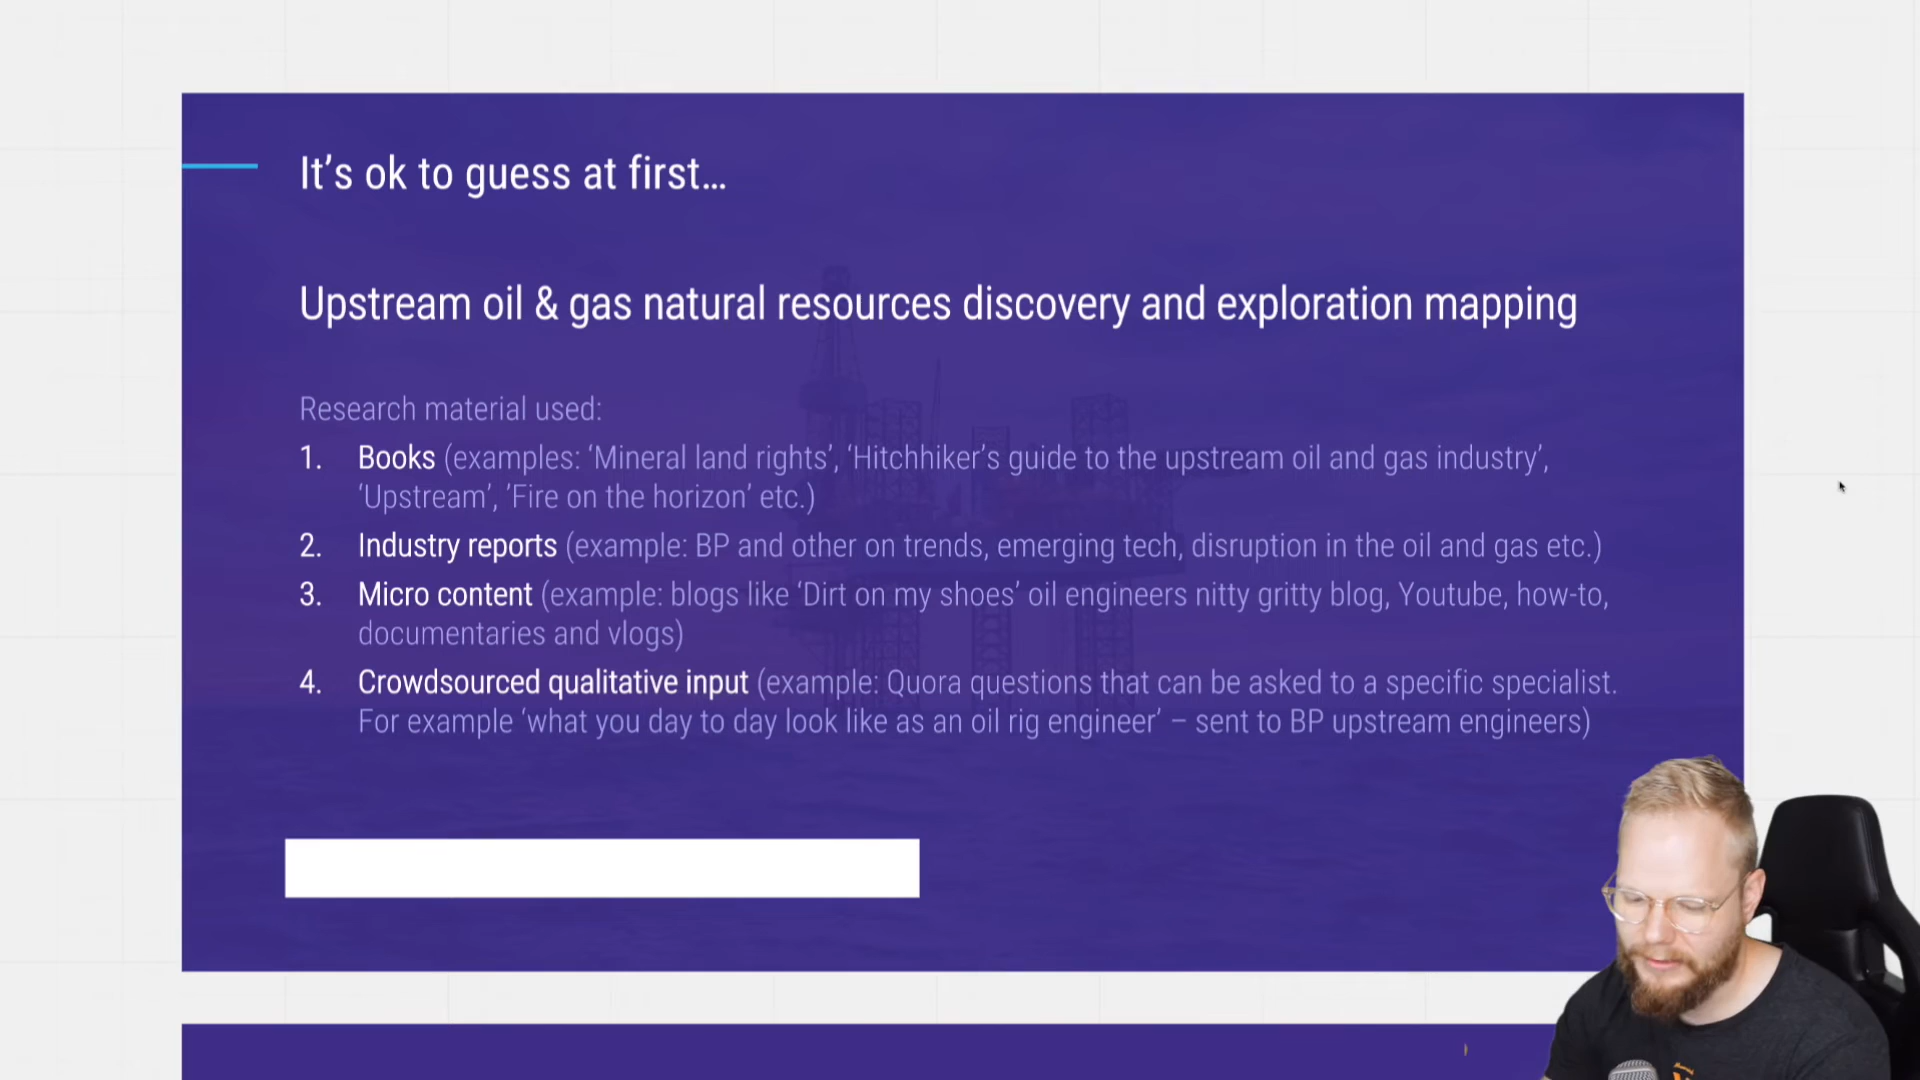 It’s ok to guess at first…
Upstream oil & gas natural resources discovery and exploration mapping
Research material used:
1. Books (examples: ‘Mineral land rights’, ‘Hitchhiker’s guide to the upstream oil and gas industry’,
‘Upstream’, ’Fire on the horizon’ etc.)
2. Industry reports (example: BP and other on trends, emerging tech, disruption in the oil and gas etc.)
3. Micro content (example: blogs like ‘Dirt on my shoes’ oil engineers nitty gritty blog, Youtube, how-to,
documentaries and vlogs)
4. Crowdsourced qualitative input (example: Quora questions that can be asked to a specific specialist.
For example ‘what you day to day look like as an oil rig engineer’ – sent to BP upstream engineers)